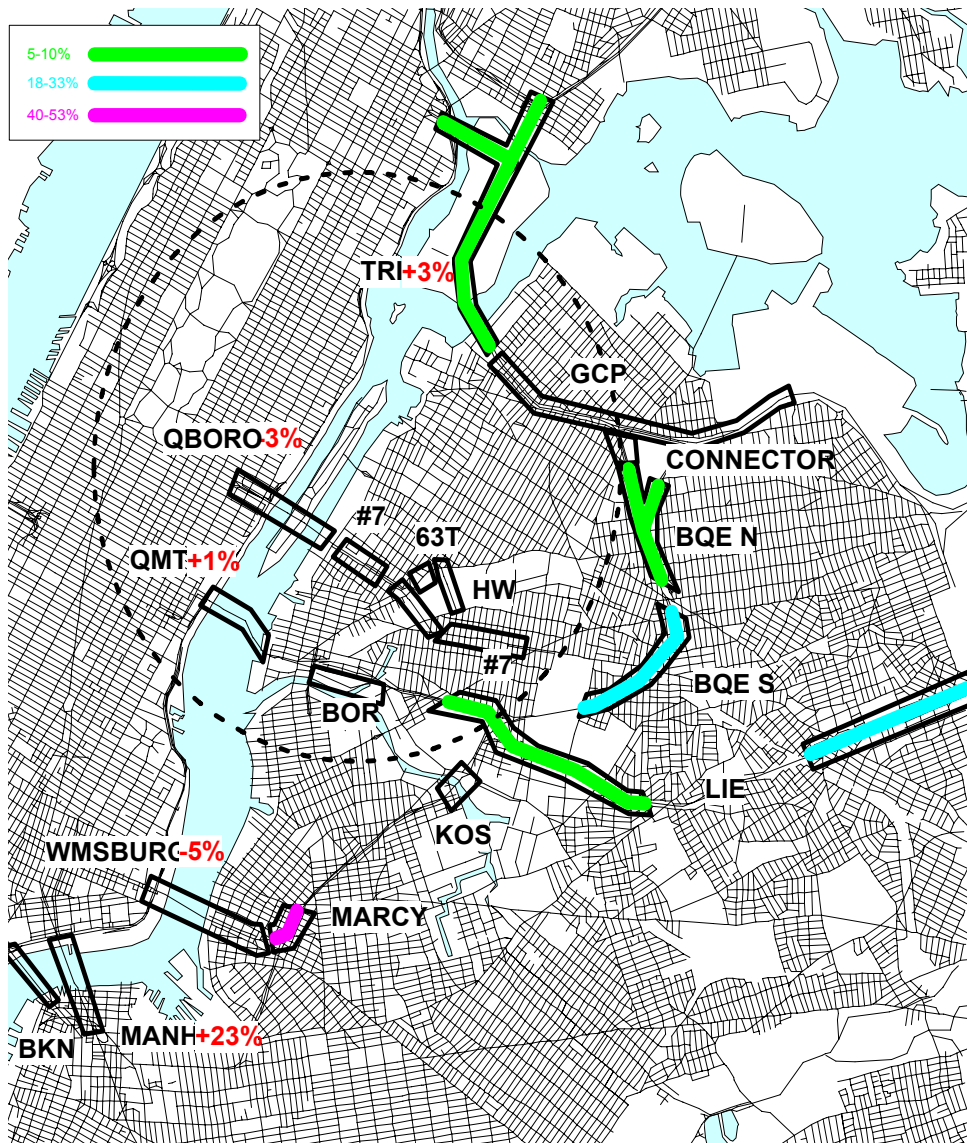 5-10%
18-33%
40-53%
TRI+3%
GCP
QBORO-3%
CONNECTOR
#7
63T
BQE N
QMT+1%
HW
#7
BQE S
BOR
LIE
KOS
WMSBURG-5%
MARCY
MANH+23%
BKN